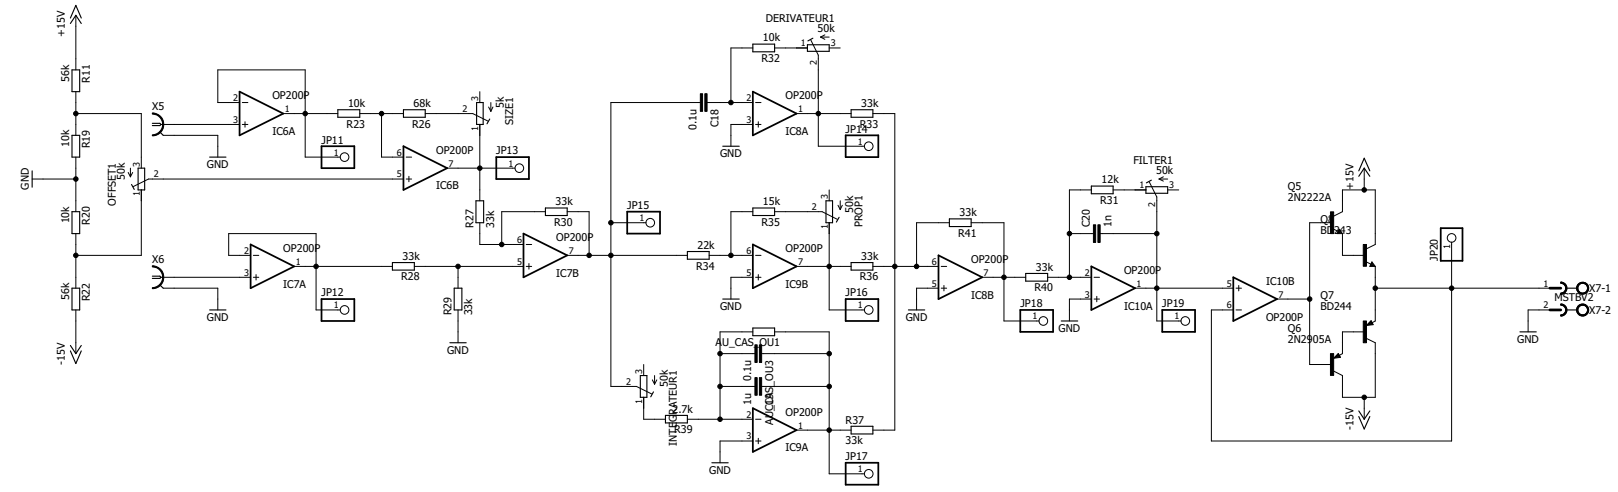 +15V
56k
R11
10k
R19
GND
10k
R20
56k
R22
-15V
OFFSET1
50k
3
2
1
X5
GND
2
3
1
OP200P
IC6A
10k
R23
JP11
1
68k
R26
2
3
1
5k
SIZE1
6
5
7
OP200P
IC6B
JP13
1
X6
GND
2
3
1
OP200P
IC7A
JP12
1
33k
R28
R29
33k
GND
R27
33k
33k
R30
6
5
7
OP200P
IC7B
JP15
1
0.1u
C18
10k
R32
DERIVATEUR1
50k
1
3
2
2
3
1
OP200P
IC8A
GND
33k
R33
JP14
1
22k
R34
15k
R35
2
3
1
50k
PROP1
6
5
7
OP200P
IC9B
GND
33k
R36
JP16
1
AU_CAS_OU1
0.1u
AU_CAS_OU3
1u
2
3
1
50k
INTEGRATEUR1
2.7k
R39
2
3
1
OP200P
IC9A
GND
R37
33k
JP17
1
33k
R41
6
5
7
OP200P
IC8B
GND
33k
R40
JP18
1
FILTER1
50k
12k
R31
1
3
2
C20
1n
2
3
1
OP200P
IC10A
GND
JP19
1
5
6
7
IC10B
OP200P
+15V
Q5
2N2222A
BD243
Q7
BD244
Q6
2N2905A
-15V
JP20
1
1
X7-1
MSTBV2
2
X7-2
GND